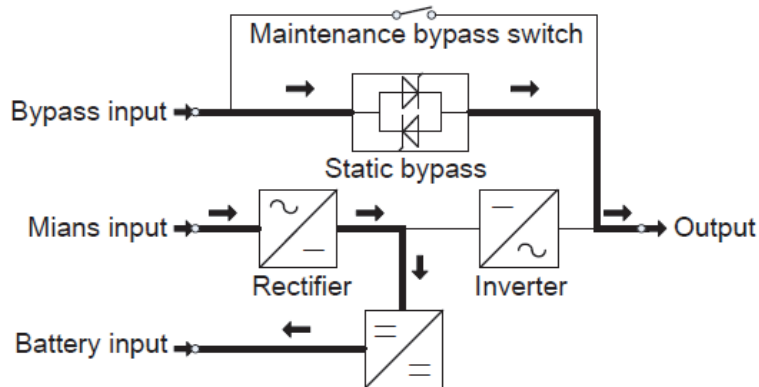 Maintenance bypass switch
Bypass input
Static bypass
Mians input
Output
Rectifier
Inverter
Battery input